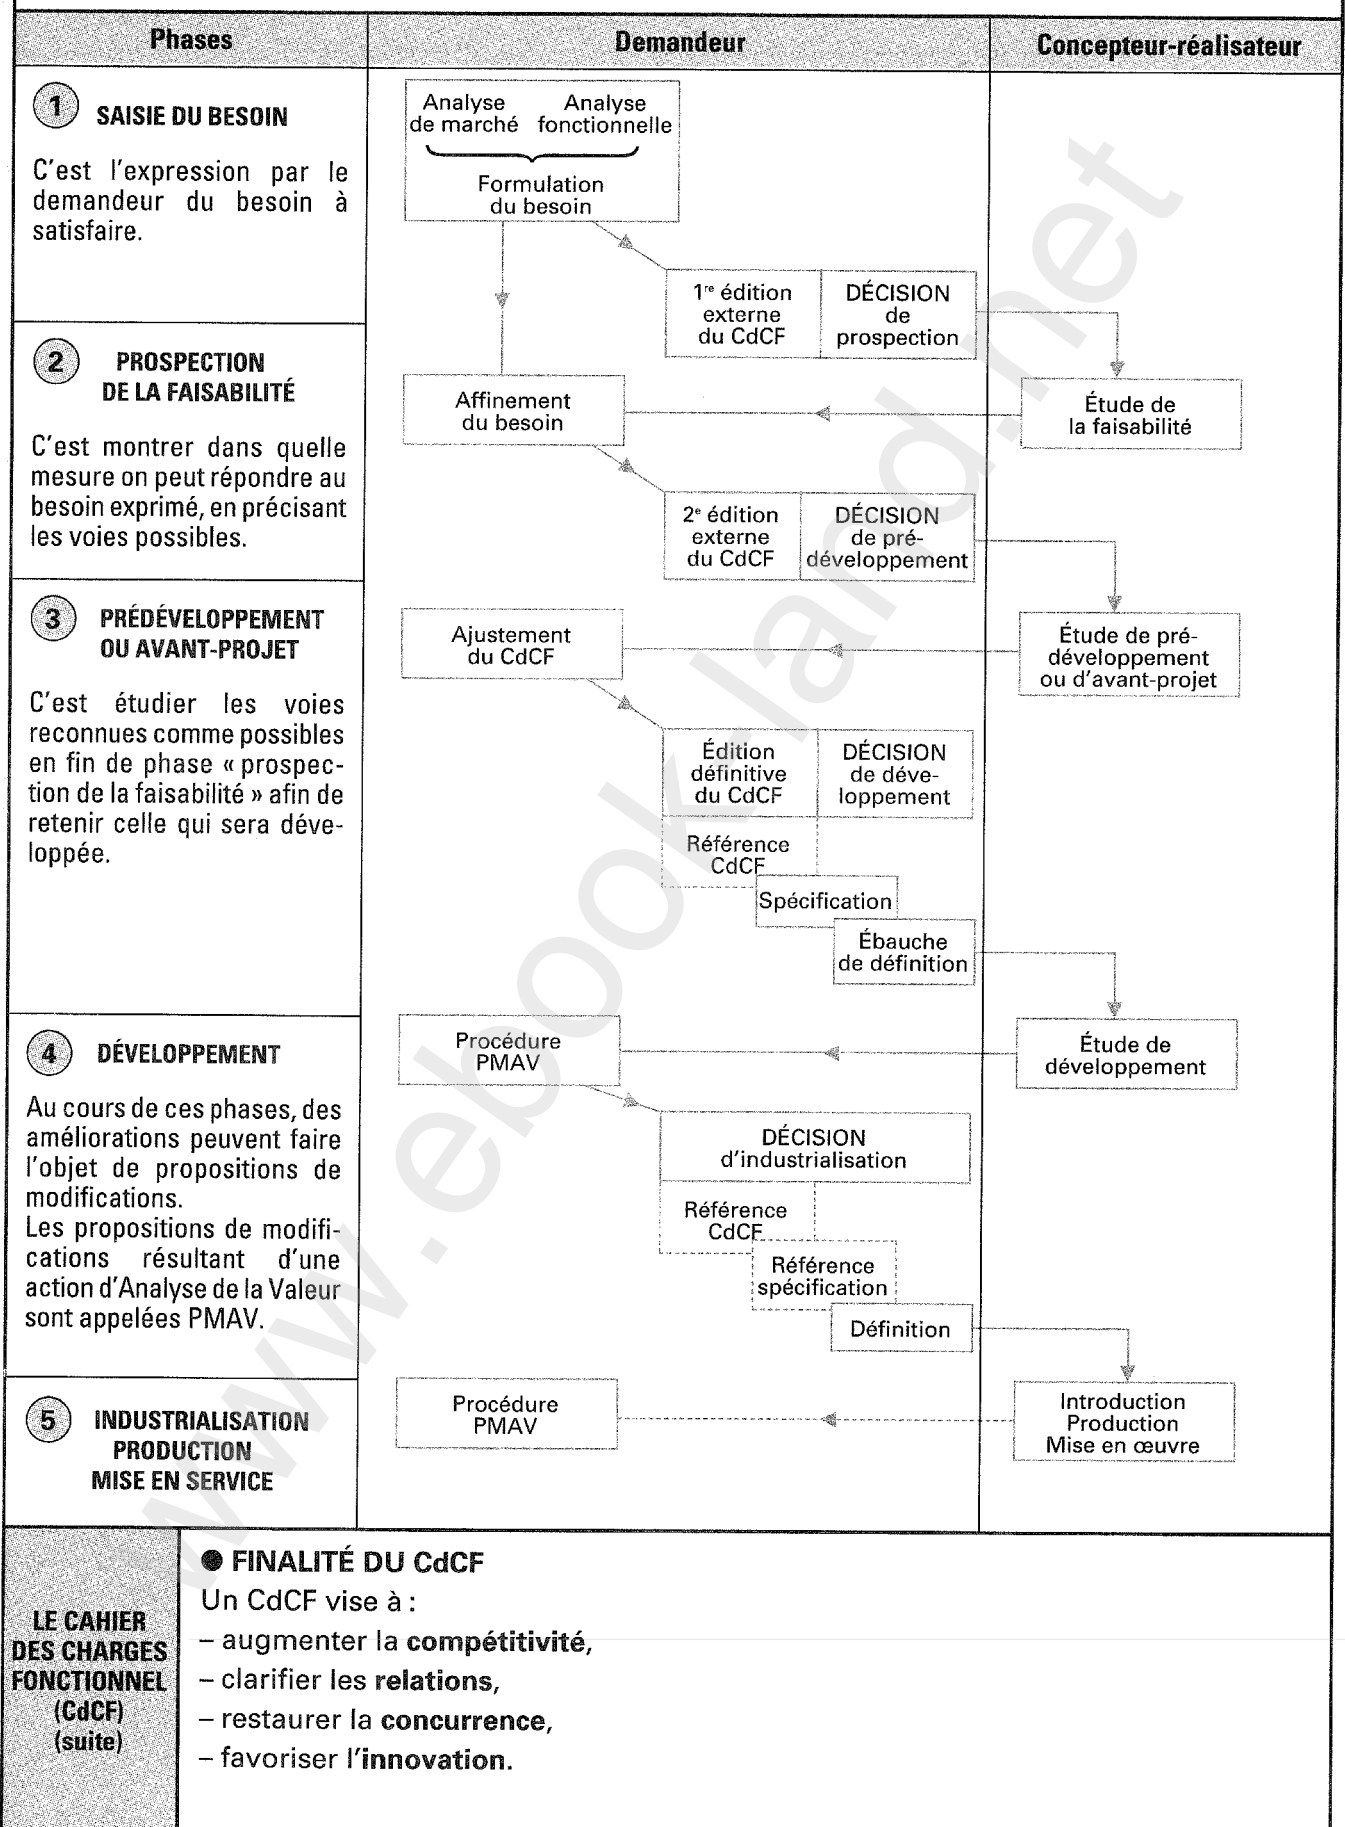 Phases
Demandeur
Concepteur-réalisateur
1
SAISIE DU BESOIN
C'est l'expression par le
demandeur du besoin à
satisfaire.
Analyse
de marché
Analyse
fonctionnelle
Formulation
du besoin
1re édition
externe
du CdCF
DÉCISION
de
prospection
2
PROSPECTION
DE LA FAISABILITÉ
C'est montrer dans quelle
mesure on peut répondre au
besoin exprimé, en précisant
les voies possibles.
Affinement
du besoin
Étude de
la faisabilité
2e édition
externe
du CdCF
DÉCISION
de pré-
développement
3
PRÉDÉVELOPPEMENT
OU AVANT-PROJET
C'est étudier les voies
reconnues comme possibles
en fin de phase « prospec-
tion de la faisabilité » afin de
retenir celle qui sera déve-
loppée.
Ajustement
du CdCF
Étude de pré-
développement
ou d'avant-projet
Édition
définitive
du CdCF
DÉCISION
de déve-
loppement
Référence
CdCF
Spécification
Ébauche
de définition
4
DÉVELOPPEMENT
Au cours de ces phases, des
améliorations peuvent faire
l'objet de propositions de
modifications.
Les propositions de modifi-
cations résultant d'une
action d'Analyse de la Valeur
sont appelées PMAV.
Procédure
PMAV
Étude de
développement
DÉCISION
d'industrialisation
Référence
CdCF
Référence
spécification
Définition
5
INDUSTRIALISATION
PRODUCTION
MISE EN SERVICE
Procédure
PMAV
Introduction
Production
Mise en œuvre
LE CAHIER
DES CHARGES
FONCTIONNEL
(CdCF)
(suite)
● FINALITÉ DU CdCF
Un CdCF vise à :
– augmenter la compétitivité,
– clarifier les relations,
– restaurer la concurrence,
– favoriser l'innovation.
www.ebook-land.net